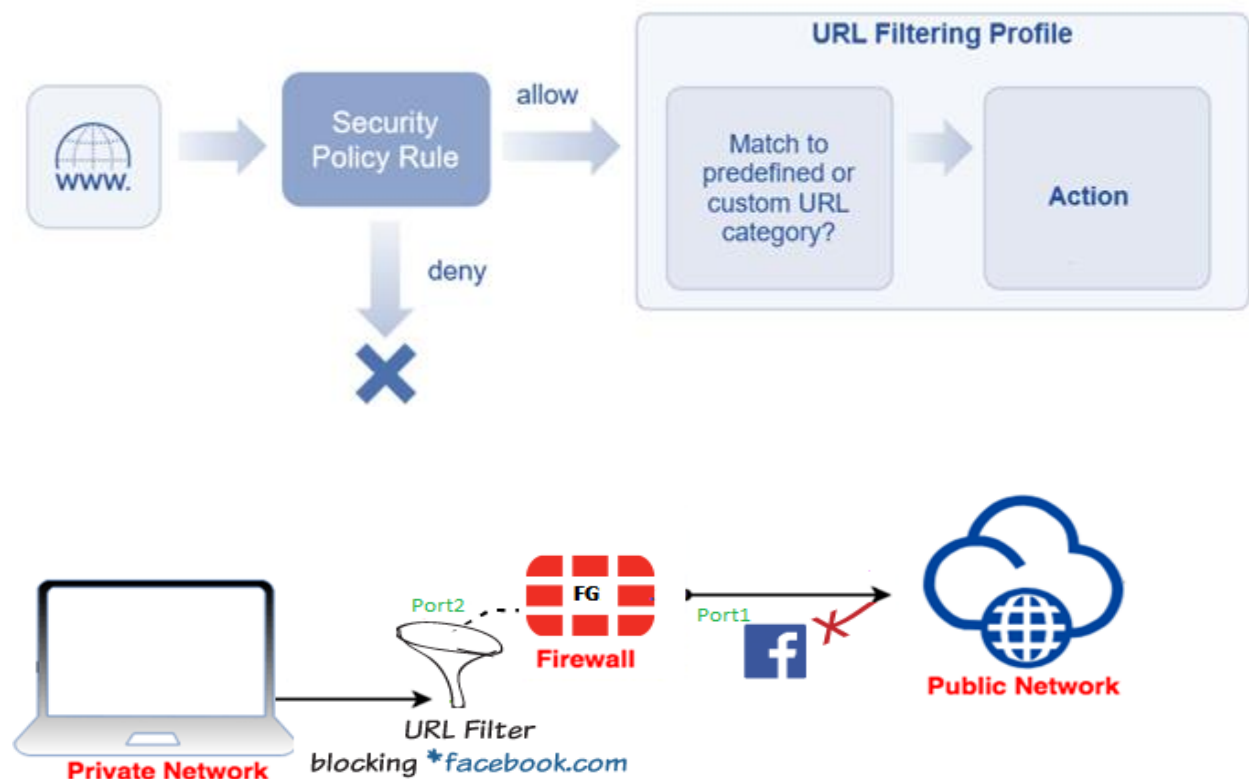 URL Filtering Profile
www.
Security
Policy Rule
allow
deny
Match to
predefined or
custom URL
category?
Action
Port2
FG
Firewall
Port1
f
Public Network
URL Filter
blocking *facebook.com
Private Network